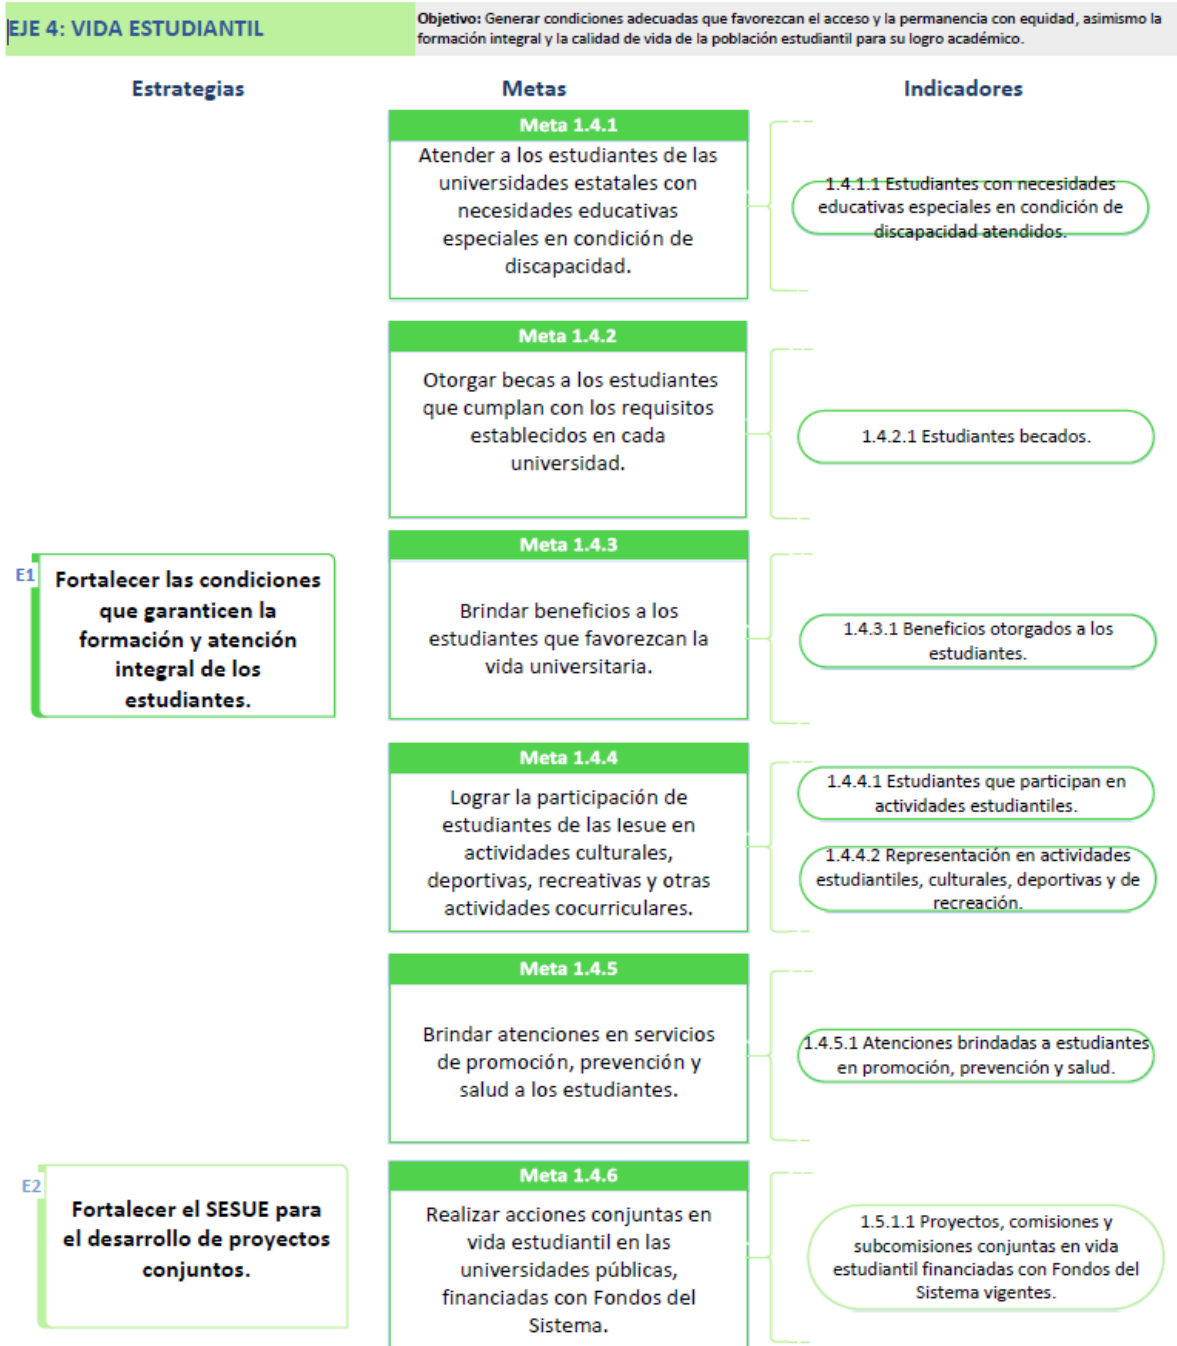 EJE 4: VIDA ESTUDIANTIL
Objetivo: Generar condiciones adecuadas que favorezcan el acceso y la permanencia con equidad, asimismo la
formación integral y la calidad de vida de la población estudiantil para su logro académico.
Estrategias
Metas
Indicadores
Meta 1.4.1
Atender a los estudiantes de las
universidades estatales con
necesidades educativas
especiales en condición de
discapacidad.
1.4.1.1 Estudiantes con necesidades
educativas especiales en condición de
discapacidad atendidos.
Meta 1.4.2
Otorgar becas a los estudiantes
que cumplan con los requisitos
establecidos en cada
universidad.
1.4.2.1 Estudiantes becados.
E1
Fortalecer las condiciones
que garanticen la
formación y atención
integral de los
estudiantes.
Meta 1.4.3
Brindar beneficios a los
estudiantes que favorezcan la
vida universitaria.
1.4.3.1 Beneficios otorgados a los
estudiantes.
Meta 1.4.4
Lograr la participación de
estudiantes de las Iesue en
actividades culturales,
deportivas, recreativas y otras
actividades cocurriculares.
1.4.4.1 Estudiantes que participan en
actividades estudiantiles.
1.4.4.2 Representación en actividades
estudiantiles, culturales, deportivas y de
recreación.
Meta 1.4.5
Brindar atenciones en servicios
de promoción, prevención y
salud a los estudiantes.
1.4.5.1 Atenciones brindadas a estudiantes
en promoción, prevención y salud.
E2
Fortalecer el SESUE para
el desarrollo de proyectos
conjuntos.
Meta 1.4.6
Realizar acciones conjuntas en
vida estudiantil en las
universidades públicas,
financiadas con Fondos del
Sistema.
1.5.1.1 Proyectos, comisiones y
subcomisiones conjuntas en vida
estudiantil financiadas con Fondos del
Sistema vigentes.